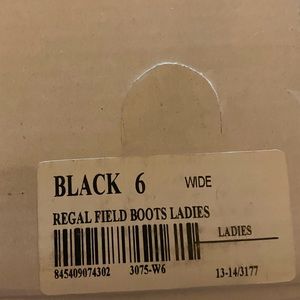 BLACK 6 WIDE
REGAL FIELD BOOTS LADIES
LADIES
845409074302 3075-W6 13-14/3177